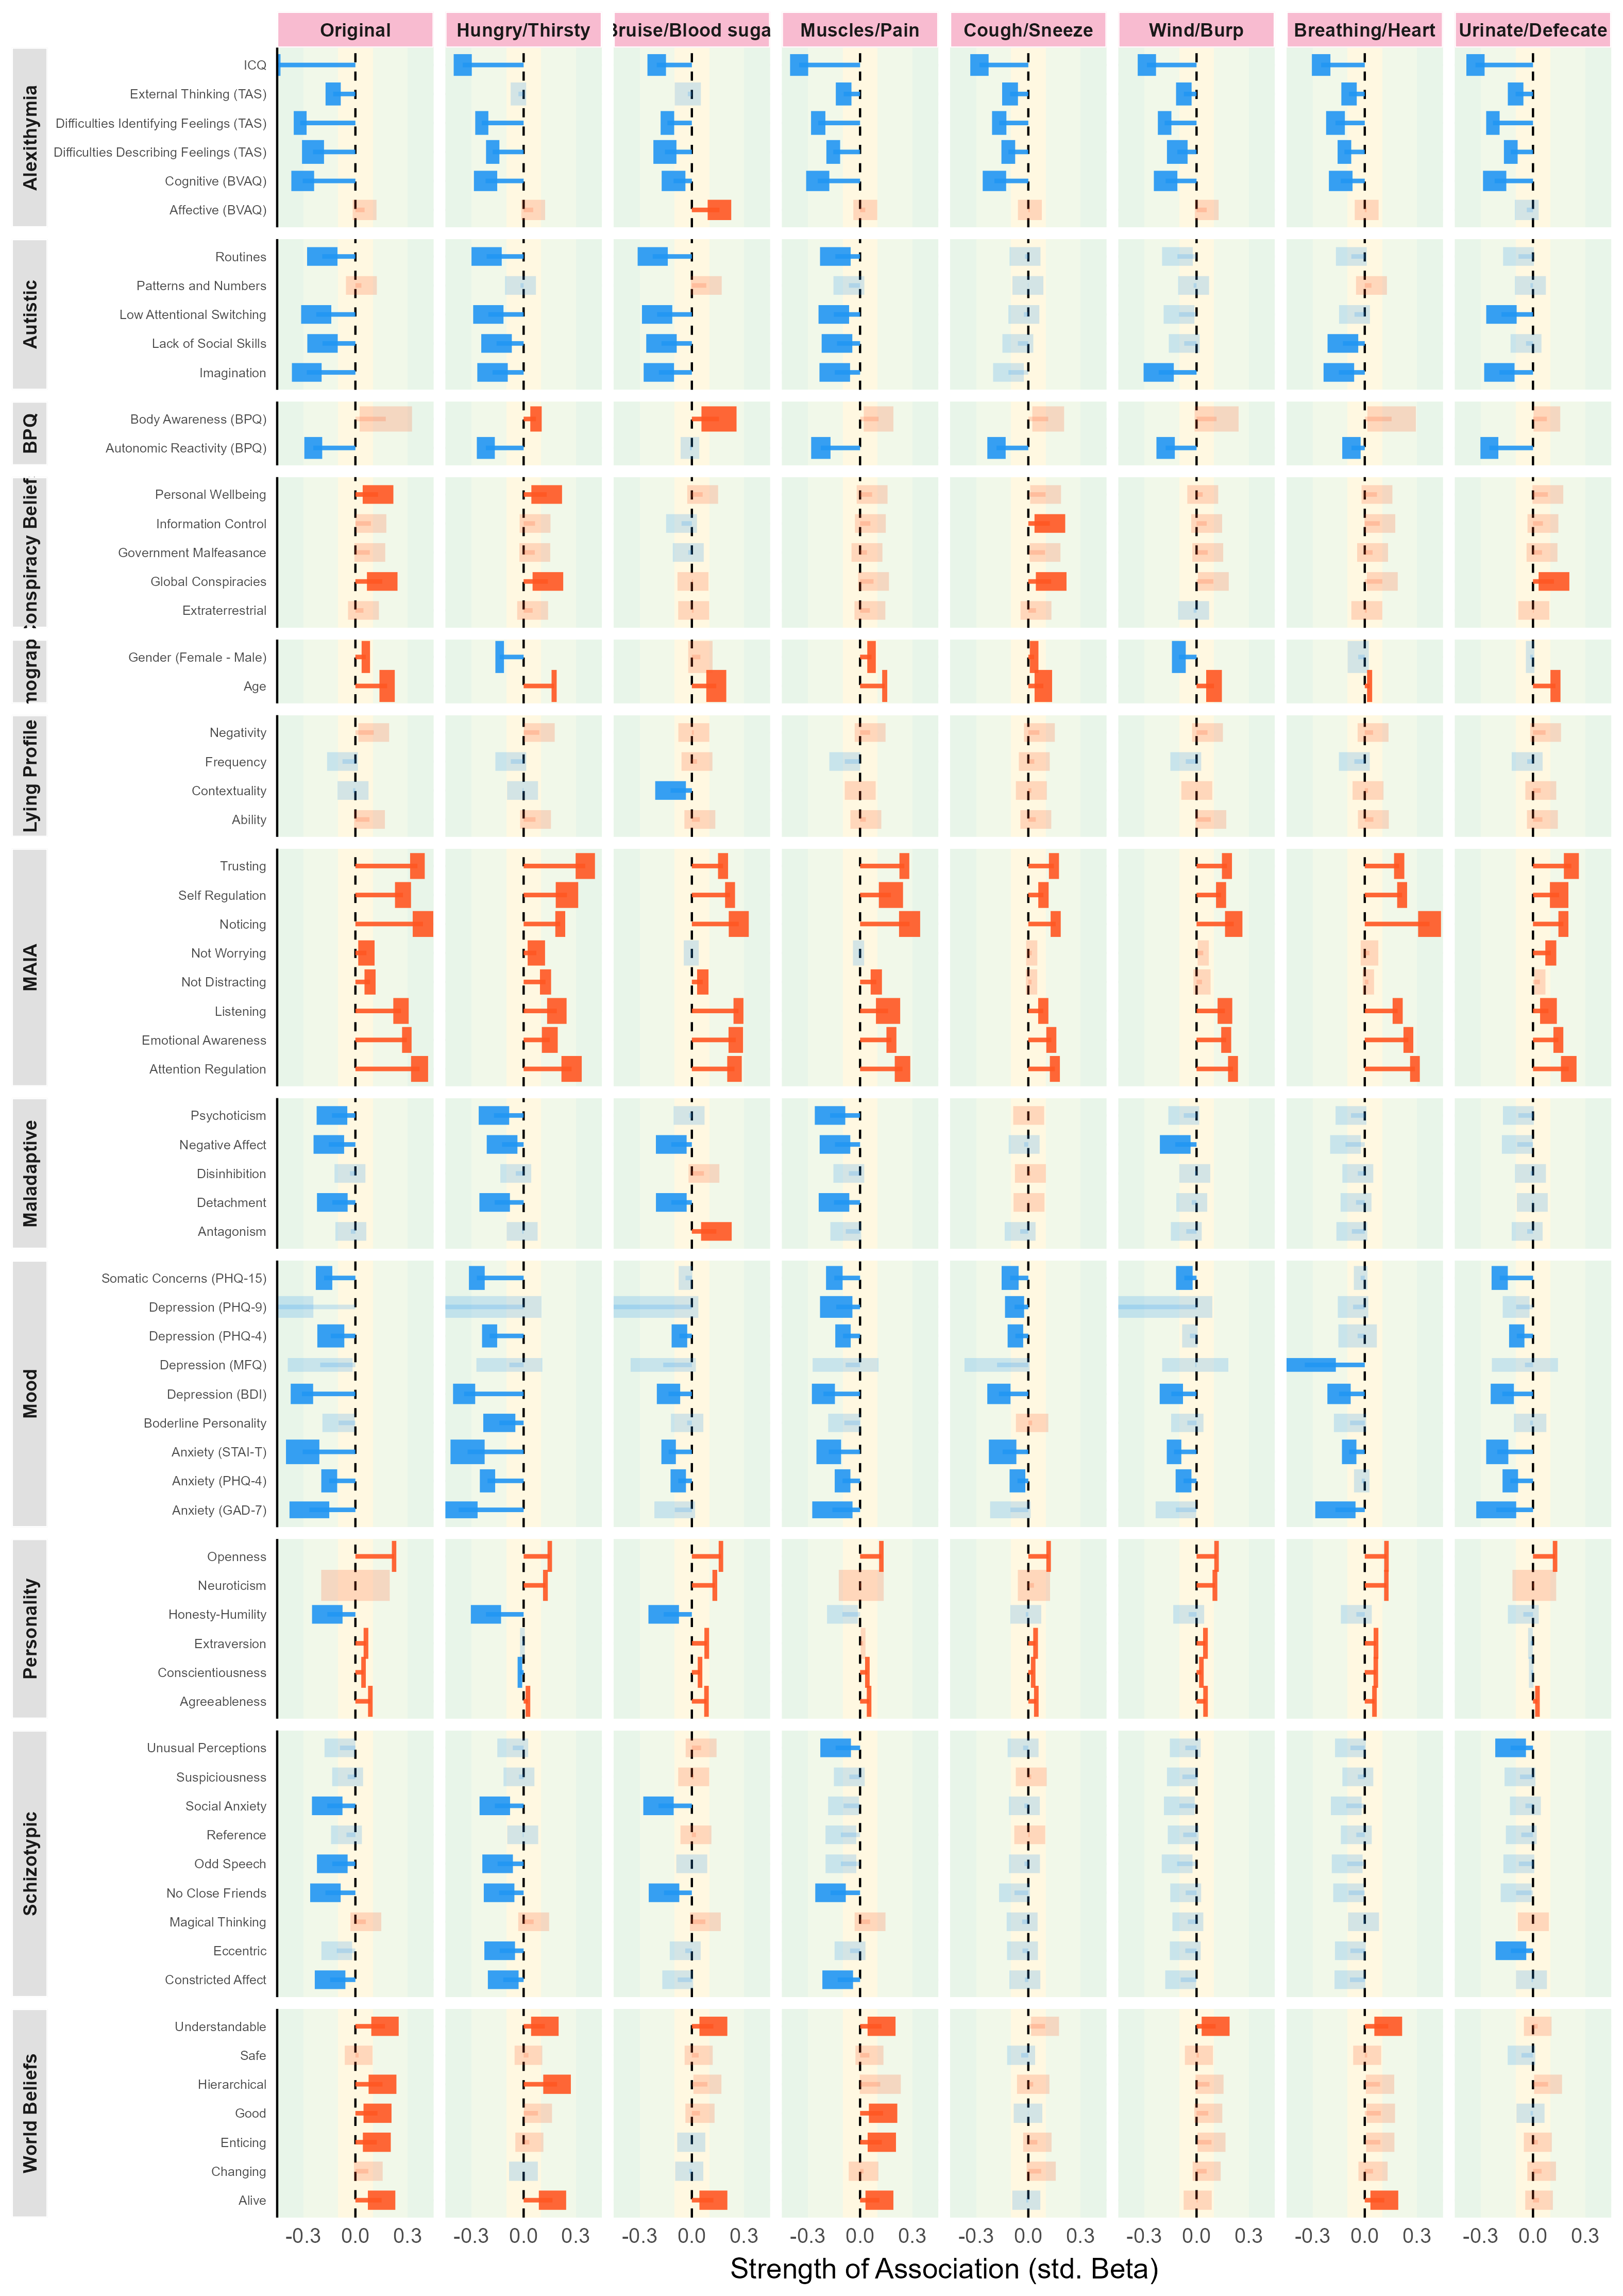 Original Hungry/Thirsty Bruise/Blood suga Muscles/Pain Cough/Sneeze Wind/Burp Breathing/Heart Urinate/Defecate
Alexithymia
ICQ
External Thinking (TAS)
Difficulties Identifying Feelings (TAS)
Difficulties Describing Feelings (TAS)
Cognitive (BVAQ)
Affective (BVAQ)
Autistic
Routines
Patterns and Numbers
Low Attentional Switching
Lack of Social Skills
Imagination
BPQ
Body Awareness (BPQ)
Autonomic Reactivity (BPQ)
Conspiracy Belief
Personal Wellbeing
Information Control
Government Malfeasance
Global Conspiracies
Extraterrestrial
mograp
Gender (Female - Male)
Age
Lying Profile
Negativity
Frequency
Contextuality
Ability
MAIA
Trusting
Self Regulation
Noticing
Not Worrying
Not Distracting
Listening
Emotional Awareness
Attention Regulation
Maladaptive
Psychoticism
Negative Affect
Disinhibition
Detachment
Antagonism
Mood
Somatic Concerns (PHQ-15)
Depression (PHQ-9)
Depression (PHQ-4)
Depression (MFQ)
Depression (BDI)
Boderline Personality
Anxiety (STAI-T)
Anxiety (PHQ-4)
Anxiety (GAD-7)
Personality
Openness
Neuroticism
Honesty-Humility
Extraversion
Conscientiousness
Agreeableness
Schizotypic
Unusual Perceptions
Suspiciousness
Social Anxiety
Reference
Odd Speech
No Close Friends
Magical Thinking
Eccentric
Constricted Affect
World Beliefs
Understandable
Safe
Hierarchical
Good
Enticing
Changing
Alive
-0.3 0.0 0.3 -0.3 0.0 0.3 -0.3 0.0 0.3 -0.3 0.0 0.3 -0.3 0.0 0.3 -0.3 0.0 0.3 -0.3 0.0 0.3 -0.3 0.0 0.3
Strength of Association (std. Beta)